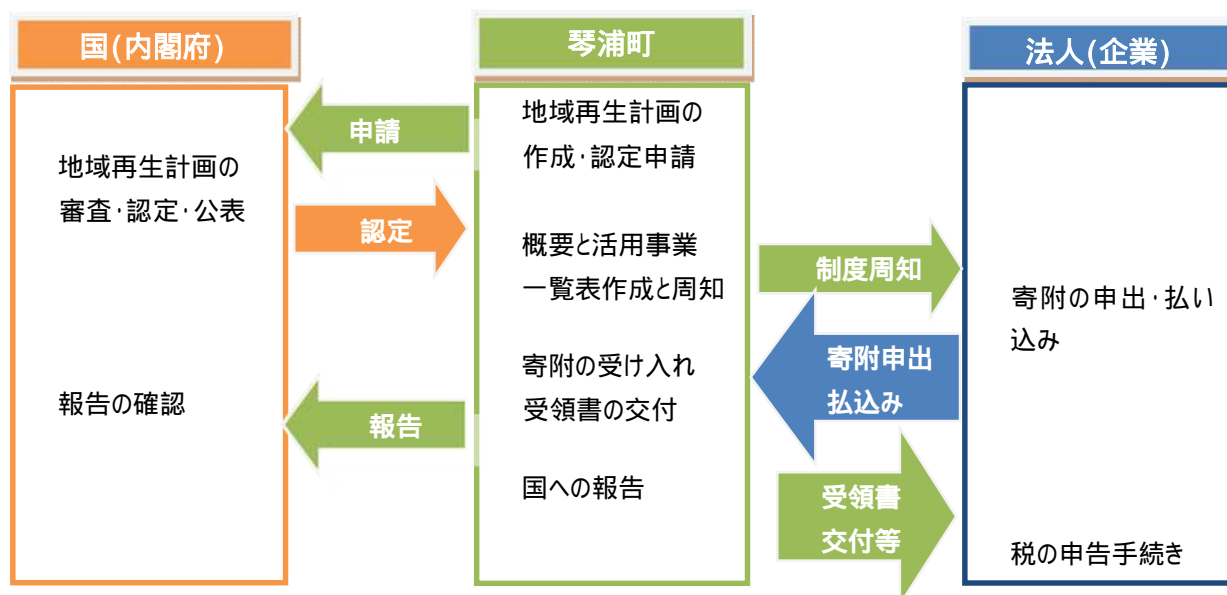 国(内閣府)
琴浦町
法人(企業)
申請
地域再生計画の
審査・認定・公表
認定
報告の確認
報告
地域再生計画の
作成・認定申請
概要と活用事業
一覧表作成と周知
寄附の受け入れ
受領書の交付
国への報告
制度周知
寄附申出
払込み
受領書
交付等
寄附の申出・払い
込み
税の申告手続き